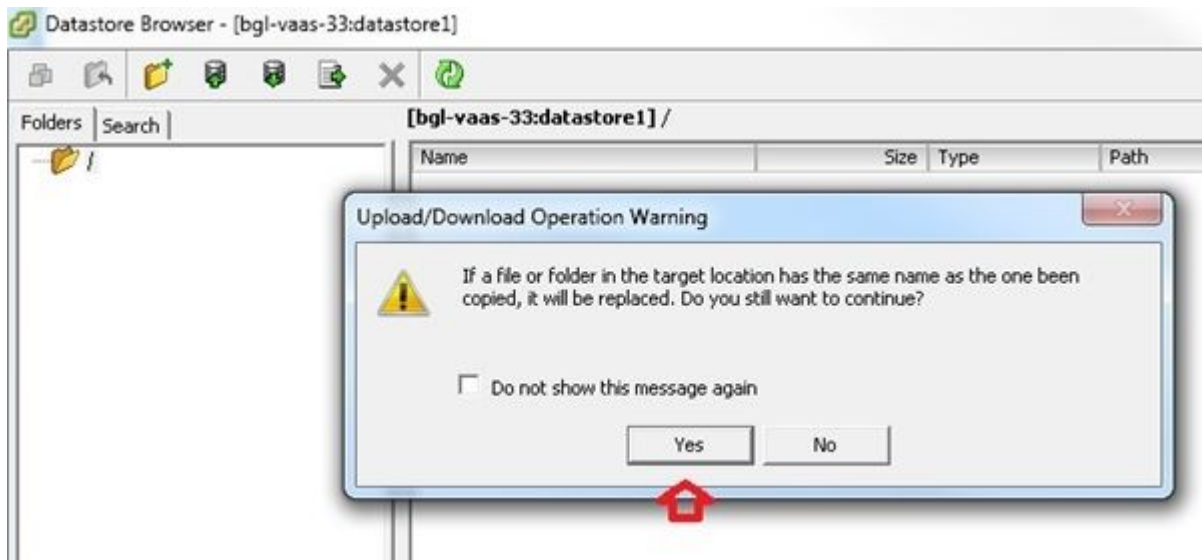 Datastore Browser - [bgl-vaas-33:datastore1]
Folders Search
[bgl-vaas-33:datastore1] /
/
Name Size Type Path
Upload/Download Operation Warning
If a file or folder in the target location has the same name as the one been
copied, it will be replaced. Do you still want to continue?
Do not show this message again
Yes No